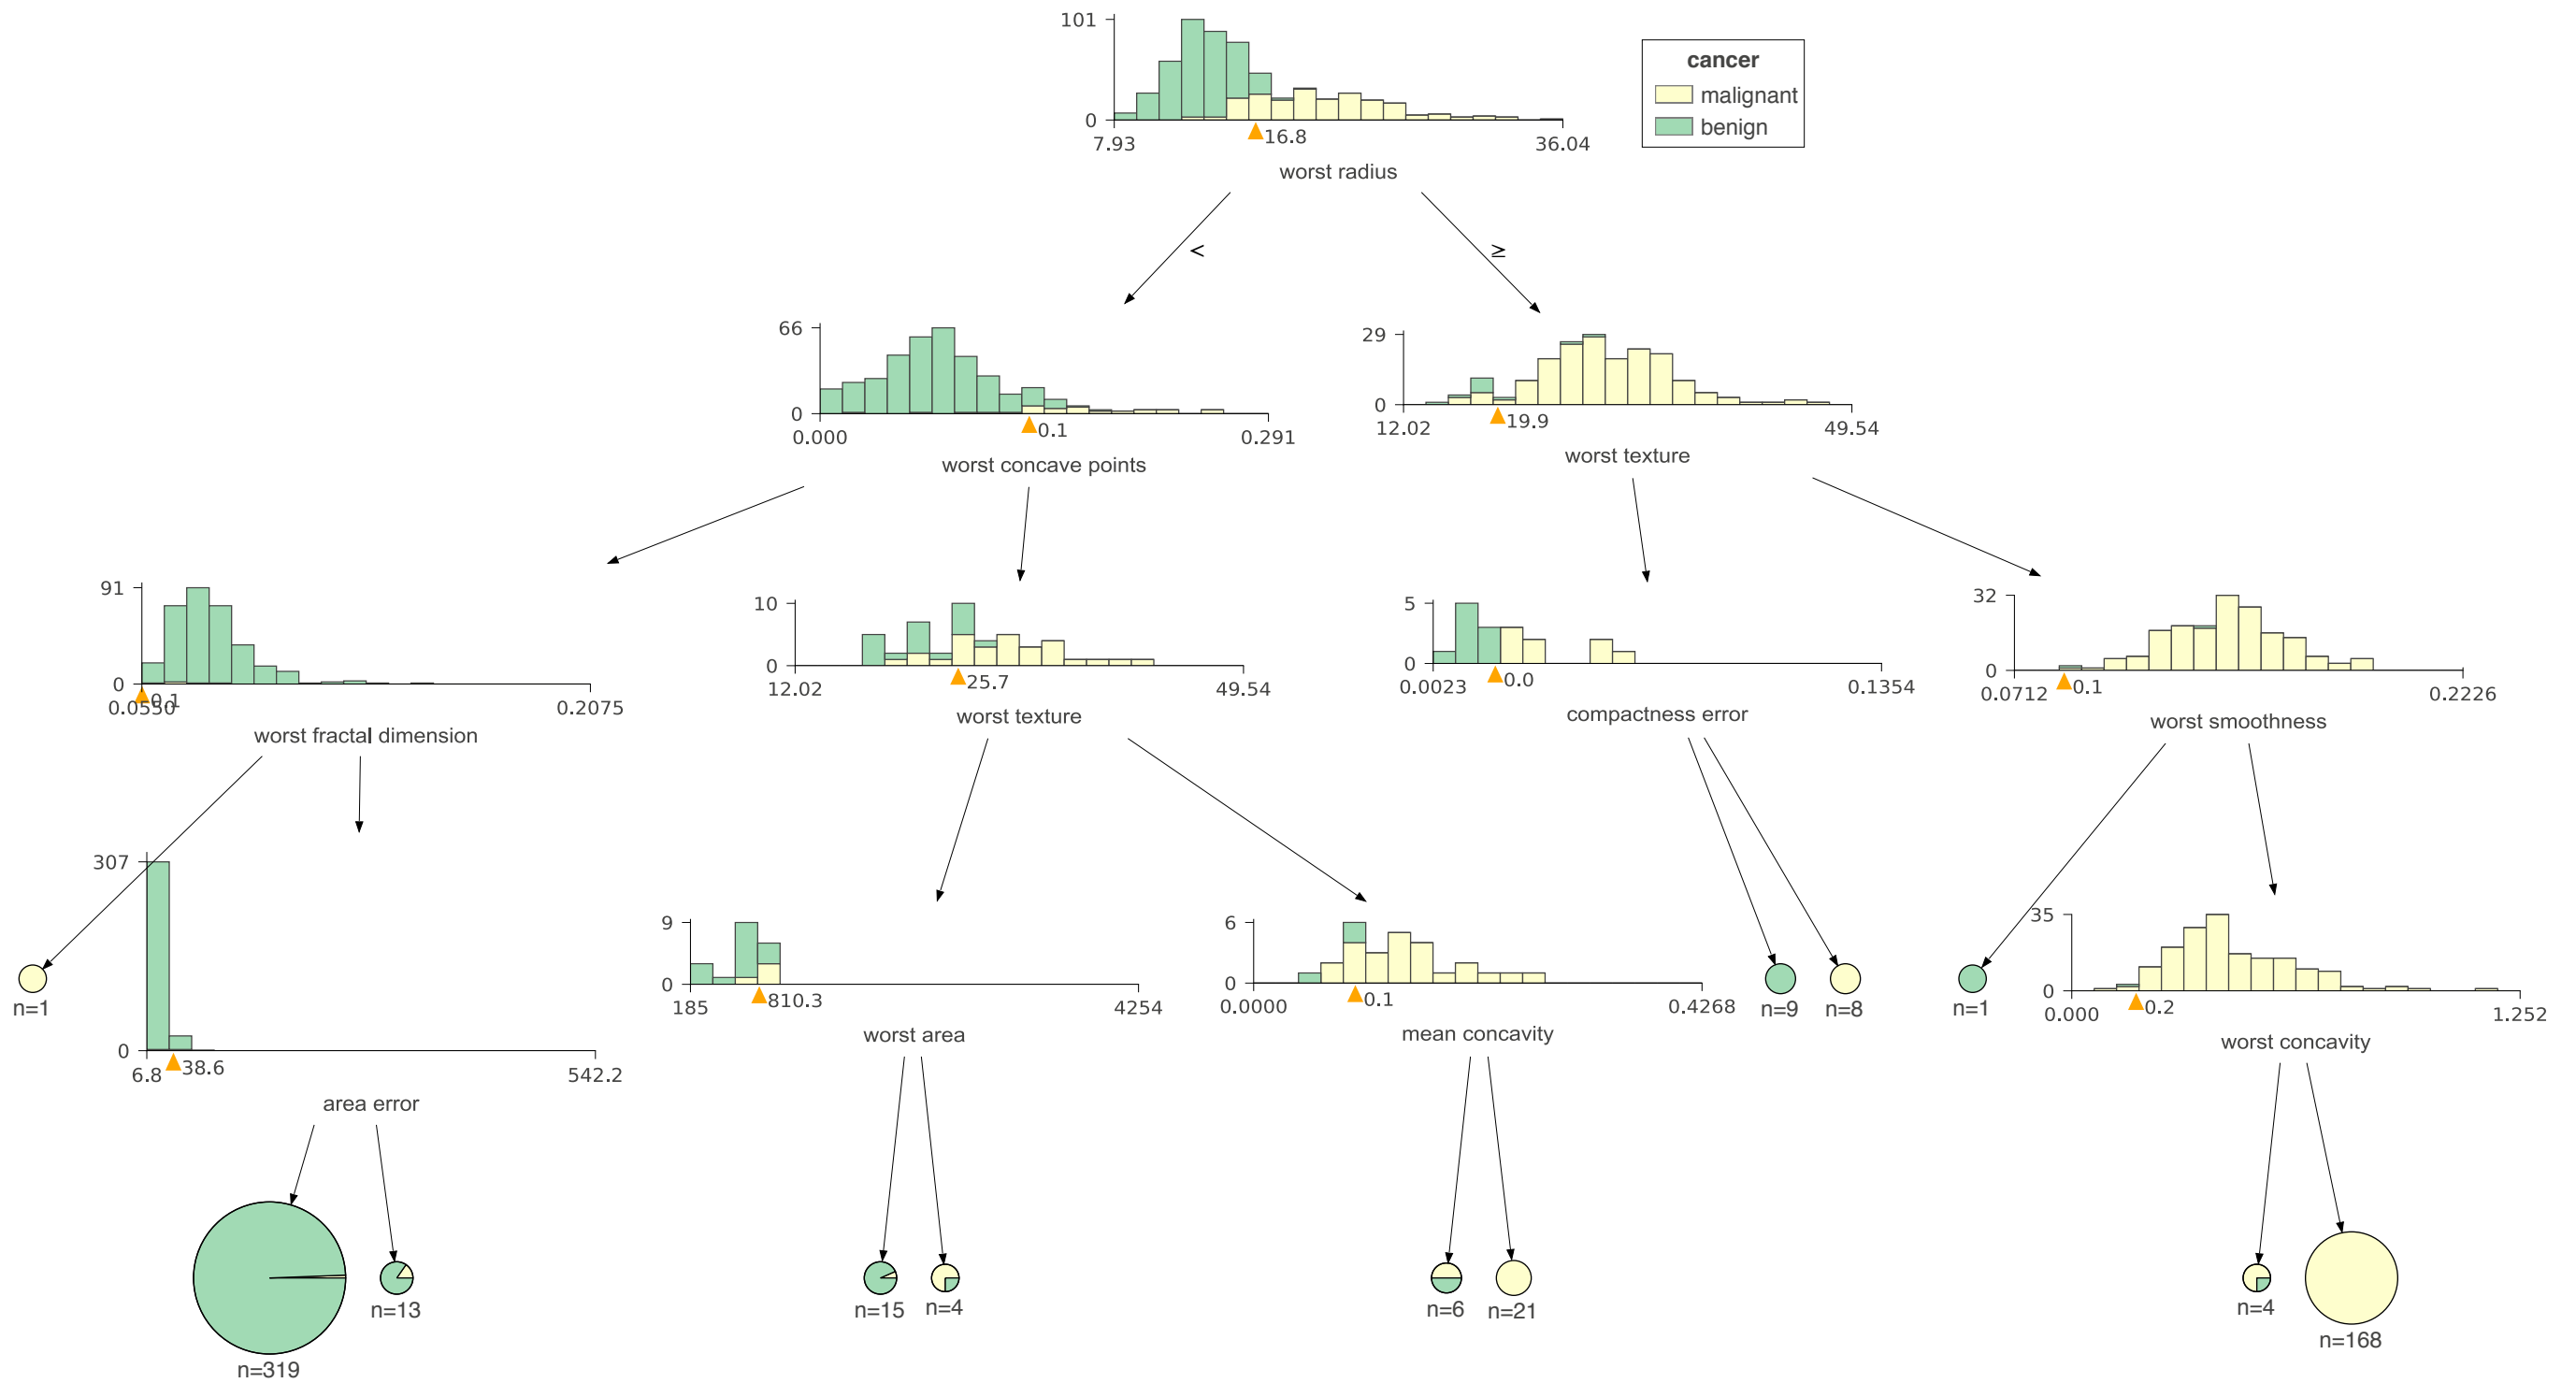 101
0
7.93
16.8
36.04
worst radius
cancer
malignant
benign
<
≥
66
0
0.000
0.1
0.291
worst concave points
29
0
12.02
19.9
49.54
worst texture
91
0
0.0550
0.1
0.2075
worst fractal dimension
10
0
12.02
25.7
49.54
worst texture
5
0
0.0023
0.0
0.1354
compactness error
32
0
0.0712
0.1
0.2226
worst smoothness
n=1
307
0
6.8
38.6
542.2
area error
9
0
185
810.3
4254
worst area
6
0
0.0000
0.1
0.4268
mean concavity
n=9
n=8
n=1
35
0
0.000
0.2
1.252
worst concavity
n=319
n=13
n=15
n=4
n=6
n=21
n=4
n=168